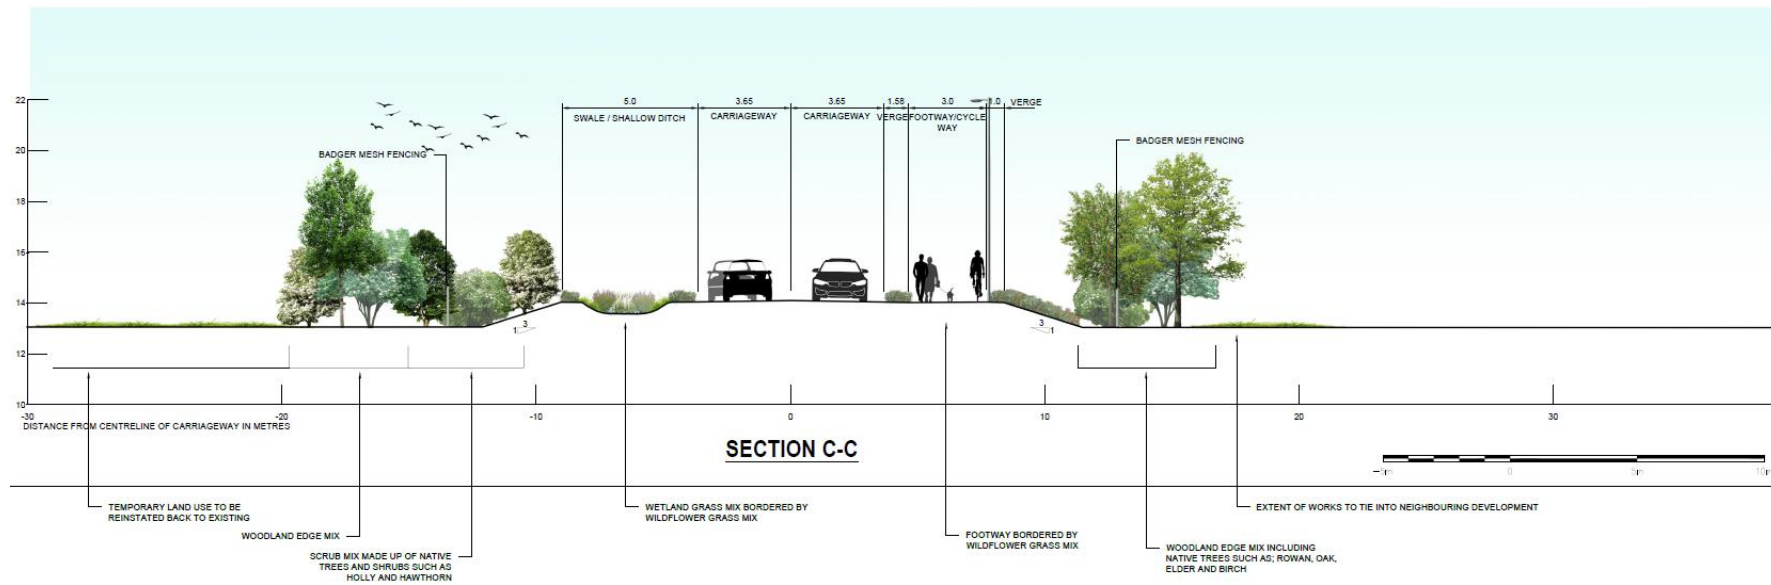 22
20
18
16
14
12
10
5.0
3.65
3.65
1.58
3.0
1.0
VERGE
SWALE / SHALLOW DITCH
CARRIAGEWAY
CARRIAGEWAY
VERGE
FOOTWAY/CYCLE
WAY
BADGER MESH FENCING
BADGER MESH FENCING
1
3
3
1
-30
-20
-10
0
10
20
30
DISTANCE FROM CENTRELINE OF CARRIAGEWAY IN METRES
SECTION C-C
-5m
0
5m
10m
TEMPORARY LAND USE TO BE
REINSTATED BACK TO EXISTING
WOODLAND EDGE MIX
SCRUB MIX MADE UP OF NATIVE
TREES AND SHRUBS SUCH AS
HOLLY AND HAWTHORN
WETLAND GRASS MIX BORDERED BY
WILDFLOWER GRASS MIX
FOOTWAY BORDERED BY
WILDFLOWER GRASS MIX
WOODLAND EDGE MIX INCLUDING
NATIVE TREES SUCH AS; ROWAN, OAK,
ELDER AND BIRCH
EXTENT OF WORKS TO TIE INTO NEIGHBOURING DEVELOPMENT